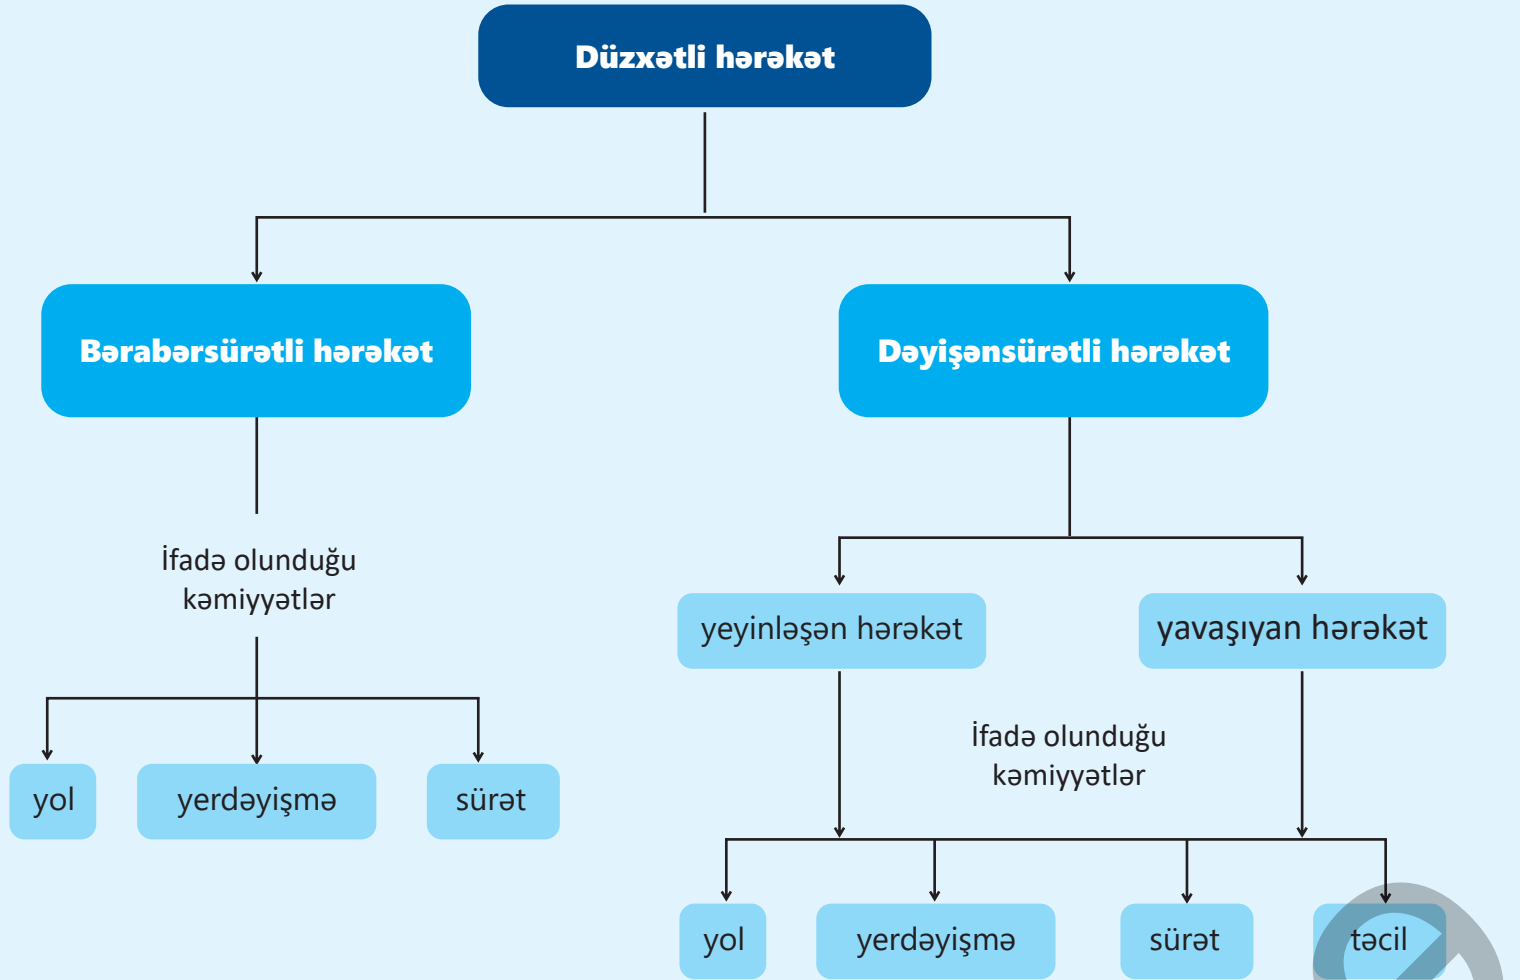 Düzxətli hərəkət
Bərabərsürətli hərəkət
Dəyişənsürətli hərəkət
İfadə olunduğu
kəmiyyətlər
yeyinləşən hərəkət
yavaşıyan hərəkət
İfadə olunduğu
kəmiyyətlər
yol
yerdəyişmə
sürət
yol
yerdəyişmə
sürət
təcil